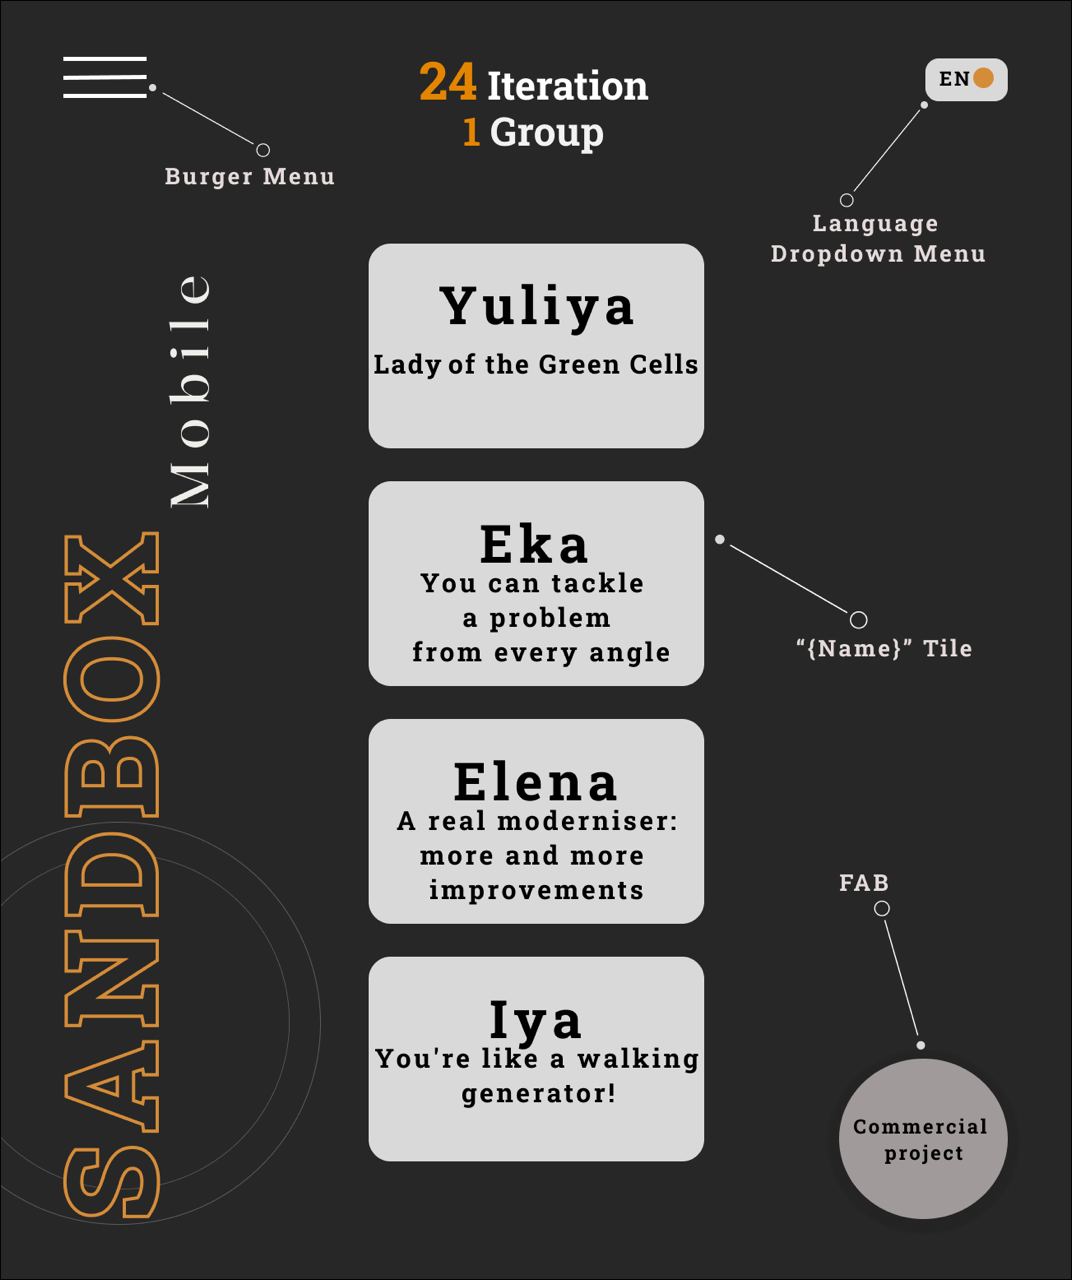 24 Iteration
1 Group
EN
Burger Menu
Language
Dropdown Menu
Mobile
SANDBOX
Yuliya
Lady of the Green Cells
Eka
You can tackle
a problem
from every angle
“{Name}” Tile
Elena
A real moderniser:
more and more
improvements
FAB
Iya
You're like a walking
generator!
Commercial
project